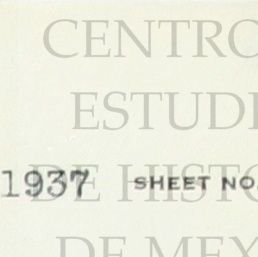 CENTRO
ESTUDI
1937 SHEET NO.
DE HISTO
DE MEX